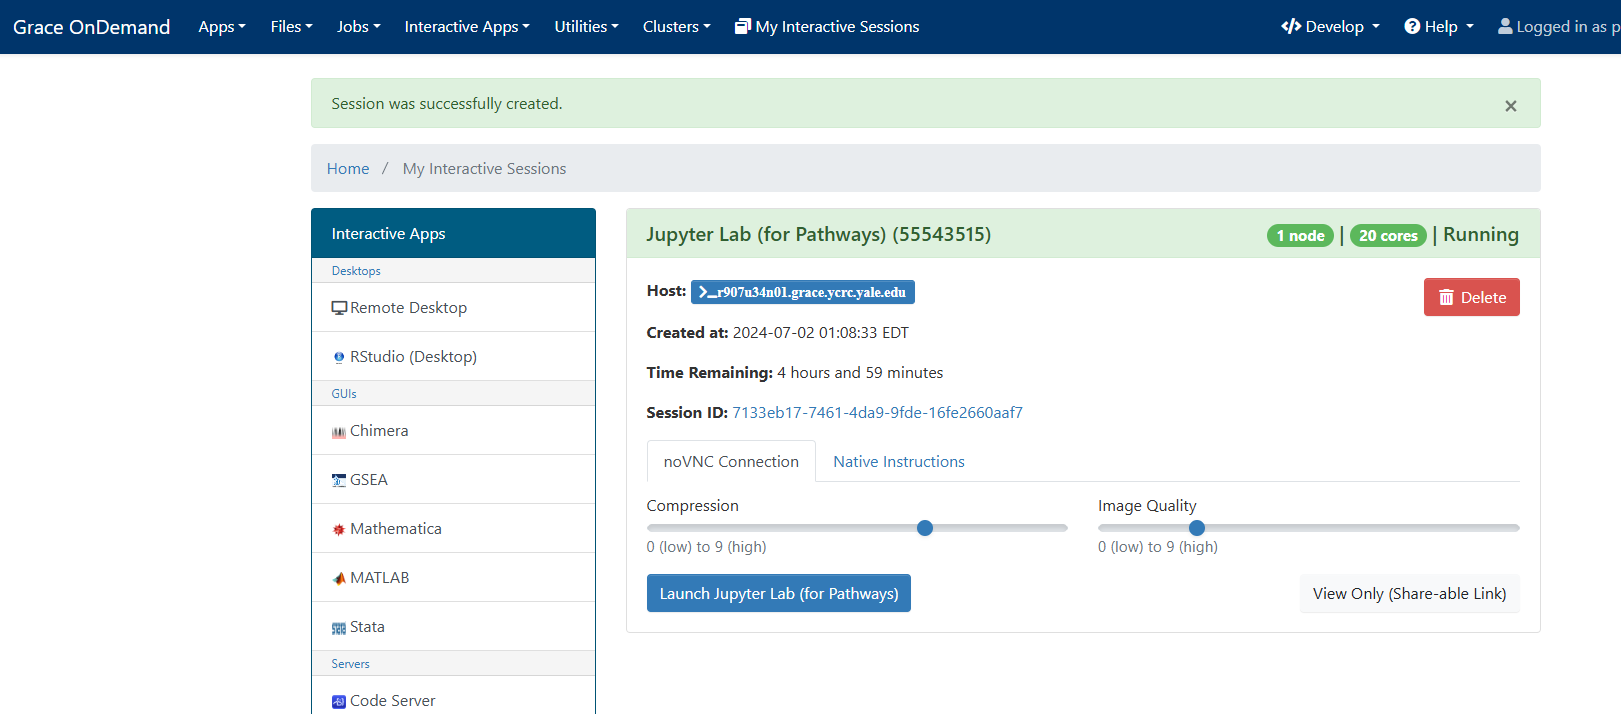 Grace OnDemand Apps Files Jobs Interactive Apps Utilities Clusters My Interactive Sessions Develop Help Logged in as p
Session was successfully created. ×
Home / My Interactive Sessions
Interactive Apps
Desktops
Remote Desktop
RStudio (Desktop)
GUIs
Chimera
GSEA
Mathematica
MATLAB
Stata
Servers
Code Server
Jupyter Lab (for Pathways) (55543515) 1 node | 20 cores | Running
Host: >_r907u34n01.grace.ycrc.yale.edu
Delete
Created at: 2024-07-02 01:08:33 EDT
Time Remaining: 4 hours and 59 minutes
Session ID: 7133eb17-7461-4da9-9fde-16fe2660aaf7
noVNC Connection Native Instructions
Compression Image Quality
0 (low) to 9 (high) 0 (low) to 9 (high)
Launch Jupyter Lab (for Pathways) View Only (Share-able Link)